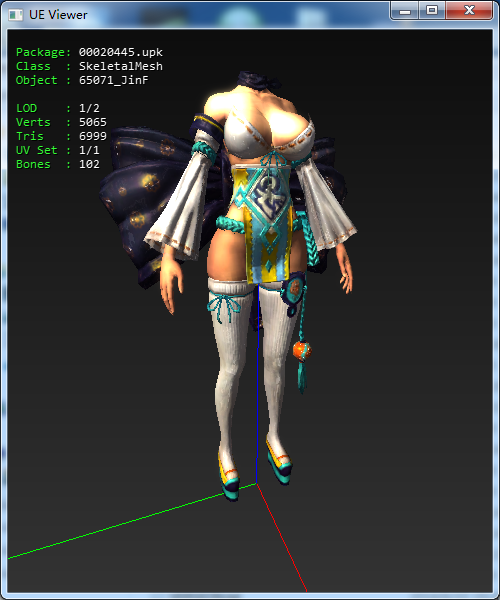 UE Viewer
Package: 00020445.upk
Class : SkeletalMesh
Object : 65071_JinF
LOD : 1/2
Verts : 5065
Tris : 6999
UV Set : 1/1
Bones : 102